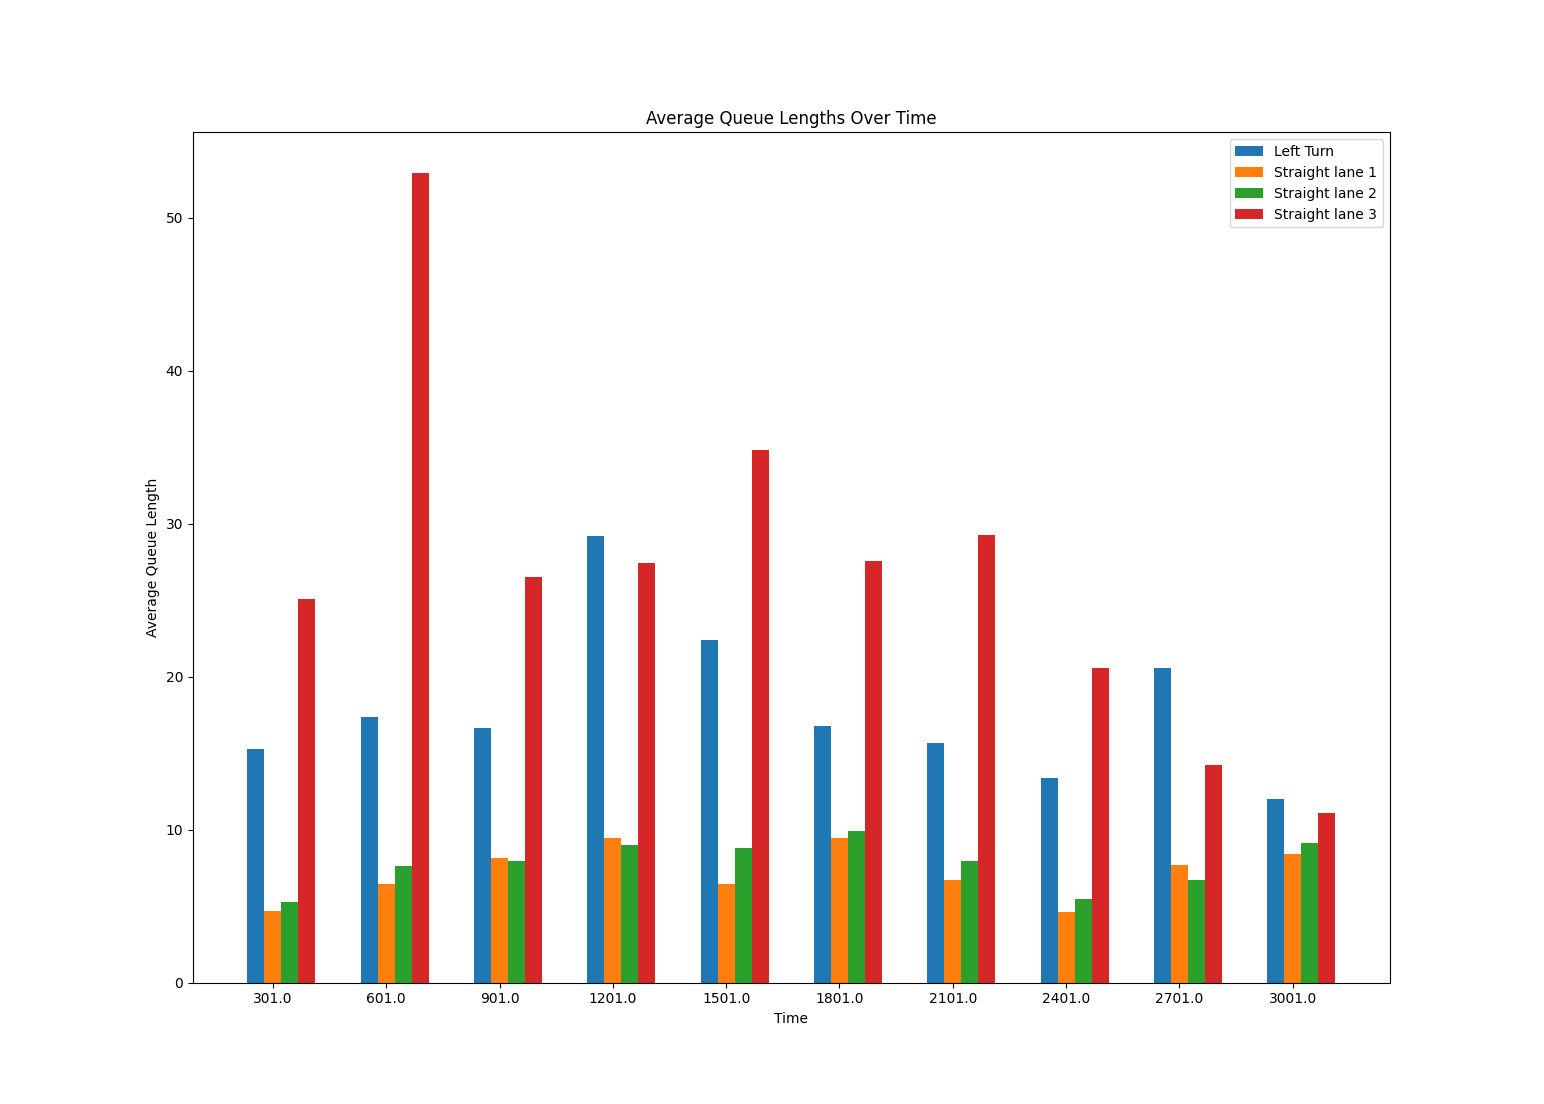 Average Queue Lengths Over Time
Left Turn
Straight lane 1
Straight lane 2
Straight lane 3
Average Queue Length
50
40
30
20
10
0
301.0 601.0 901.0 1201.0 1501.0 1801.0 2101.0 2401.0 2701.0 3001.0
Time